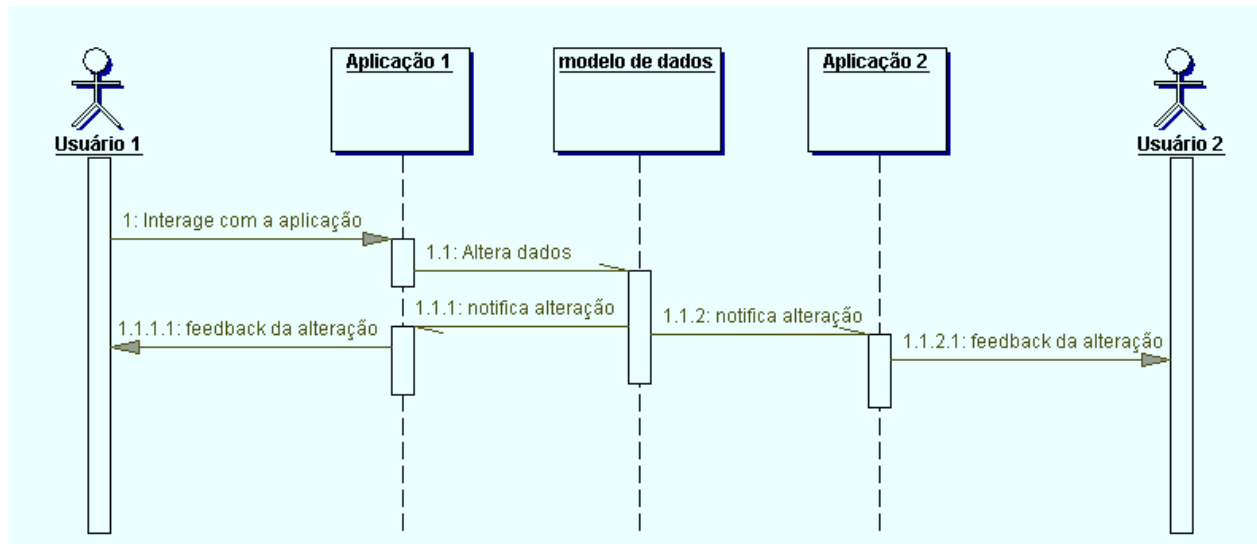 Usuário 1
Aplicação 1
modelo de dados
Aplicação 2
Usuário 2
1: Interage com a aplicação
1.1: Altera dados
1.1.1: notifica alteração
1.1.2: notifica alteração
1.1.1.1: feedback da alteração
1.1.2.1: feedback da alteração